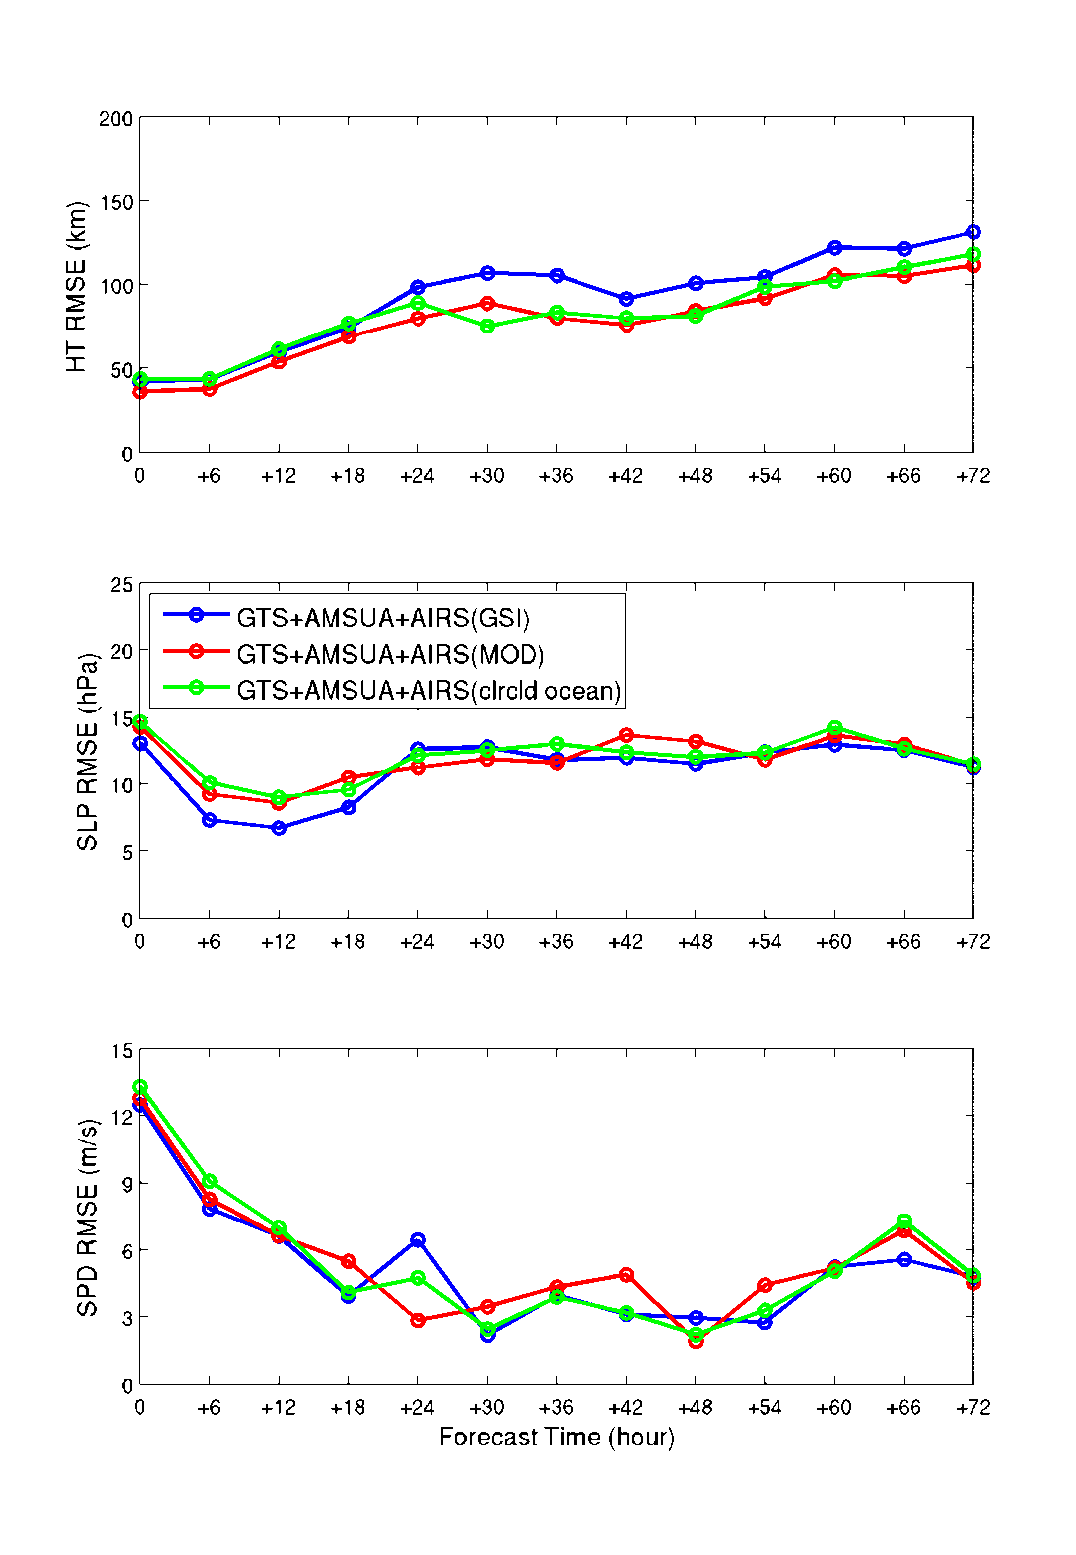 200
150
100
50
0
HT RMSE (km)
0 +6 +12 +18 +24 +30 +36 +42 +48 +54 +60 +66 +72
25
20
15
10
5
0
SLP RMSE (hPa)
GTS+AMSUA+AIRS(GSI)
GTS+AMSUA+AIRS(MOD)
GTS+AMSUA+AIRS(clrcld ocean)
0 +6 +12 +18 +24 +30 +36 +42 +48 +54 +60 +66 +72
15
12
9
6
3
0
SPD RMSE (m/s)
0 +6 +12 +18 +24 +30 +36 +42 +48 +54 +60 +66 +72
Forecast Time (hour)